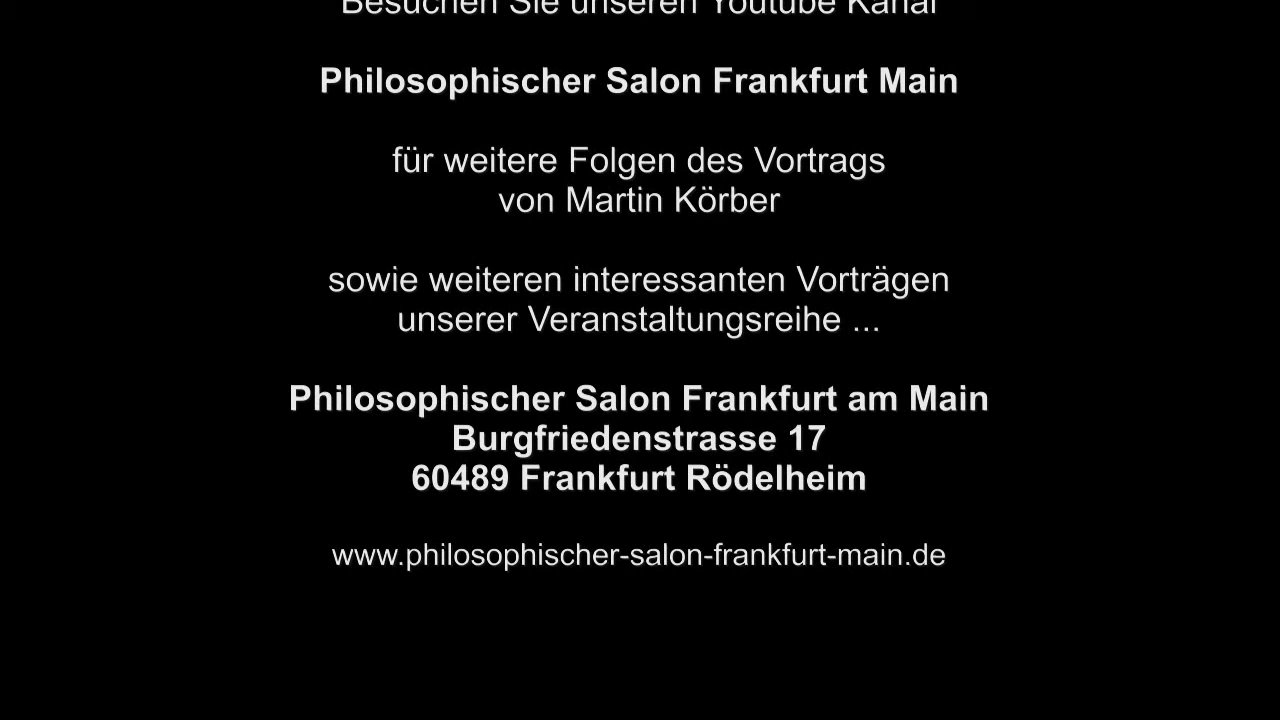 Besuchen Sie unseren Youtube Kanal
Philosophischer Salon Frankfurt Main
für weitere Folgen des Vortrags
von Martin Körber
sowie weiteren interessanten Vorträgen
unserer Veranstaltungsreihe ...
Philosophischer Salon Frankfurt am Main
Burgfriedenstrasse 17
60489 Frankfurt Rödelheim
www.philosophischer-salon-frankfurt-main.de